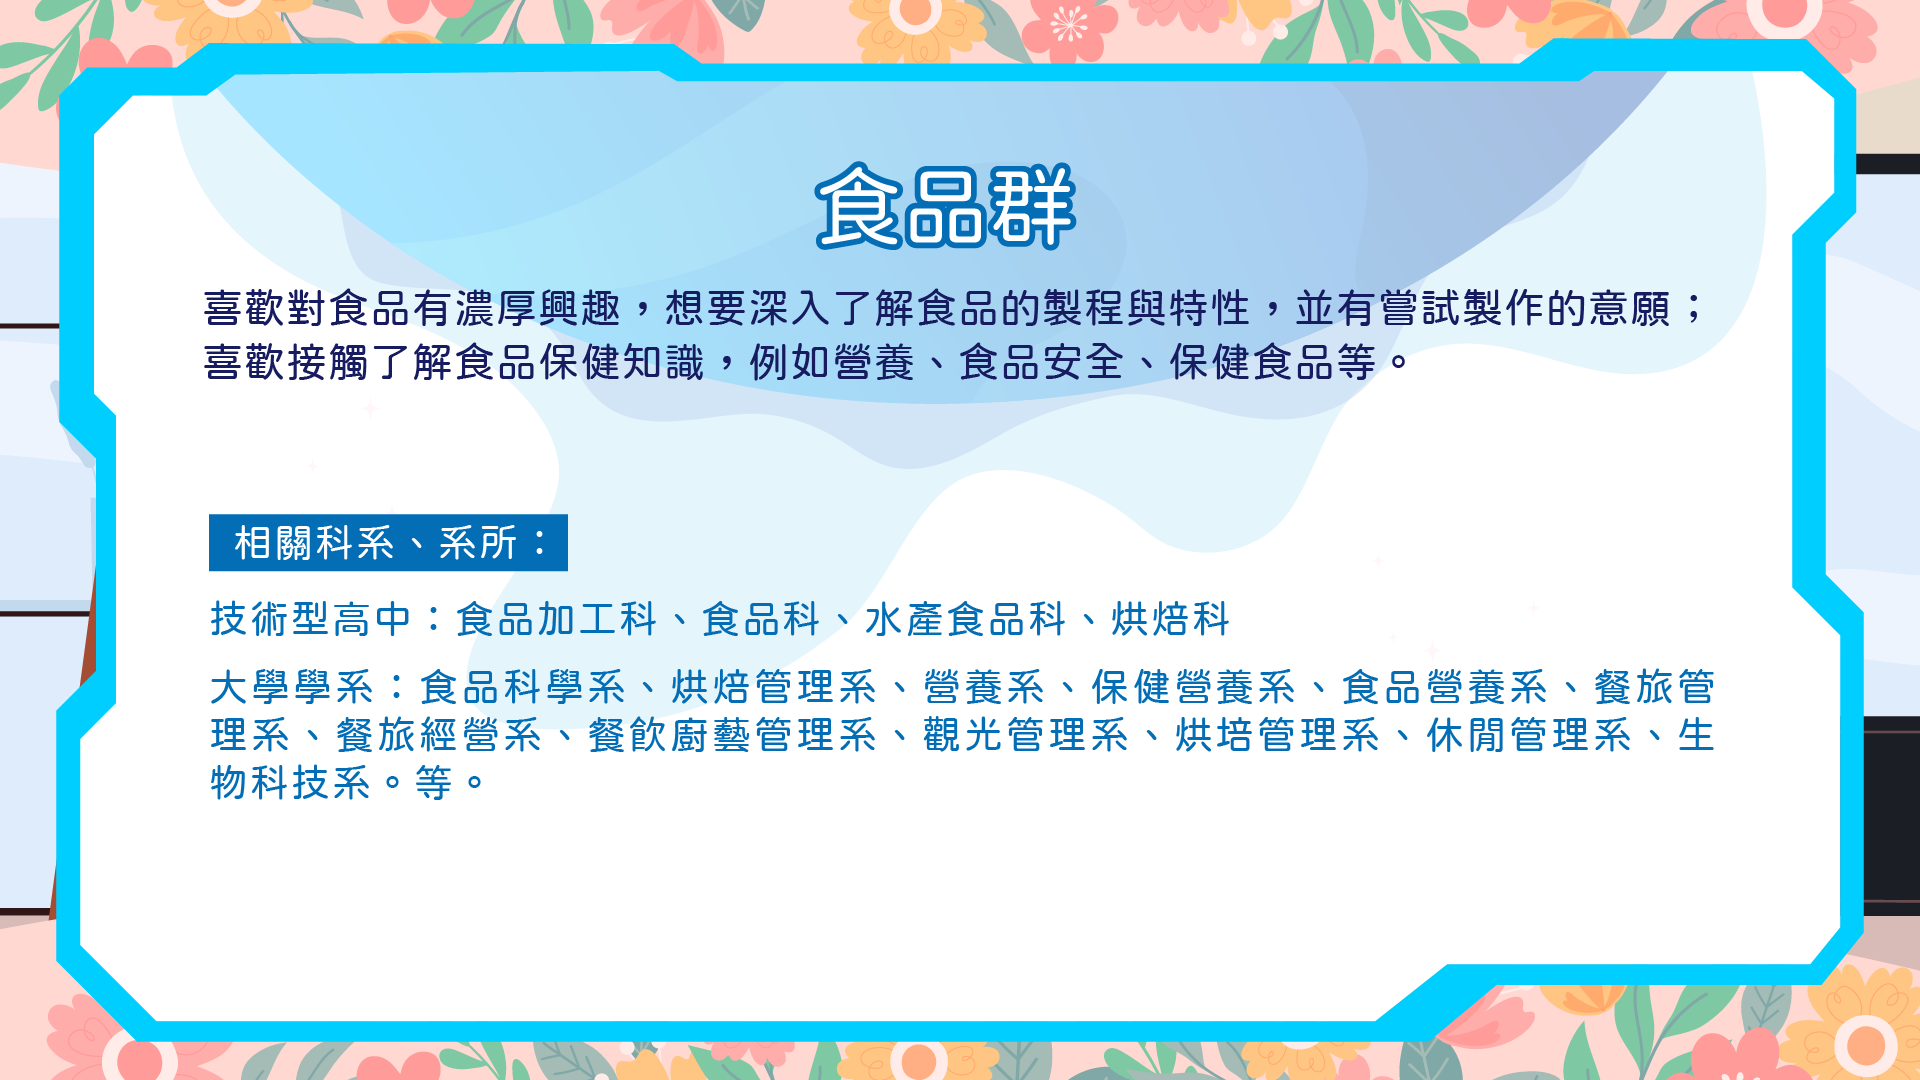 食品群
喜歡對食品有濃厚興趣，想要深入了解食品的製程與特性，並有嘗試製作的意願；
喜歡接觸了解食品保健知識，例如營養、食品安全、保健食品等。
相關科系、系所：
技術型高中：食品加工科、食品科、水產食品科、烘焙科
大學學系：食品科學系、烘焙管理系、營養系、保健營養系、食品營養系、餐旅管
理系、餐旅經營系、餐飲廚藝管理系、觀光管理系、烘培管理系、休閒管理系、生
物科技系。等。